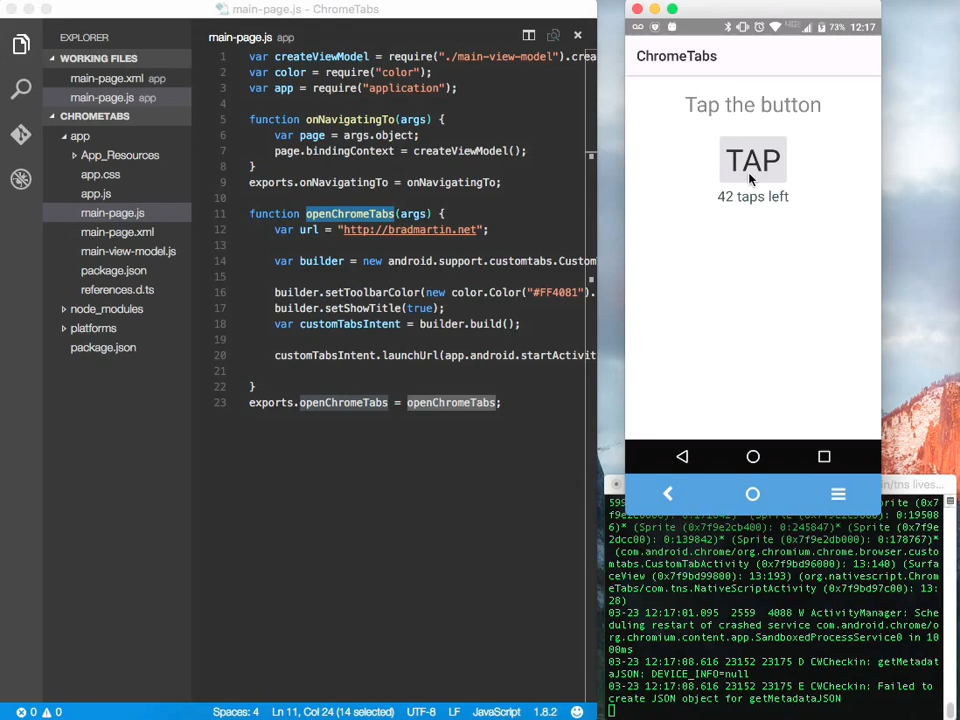 main-page.js - ChromeTabs
EXPLORER
WORKING FILES
main-page.xml app
main-page.js app
CHROMETABS
app
App_Resources
app.css
app.js
main-page.js
main-page.xml
main-view-model.js
package.json
references.d.ts
node_modules
platforms
package.json
main-page.js app
1 var createViewModel = require("./main-view-model").crea
2 var color = require("color");
3 var app = require("application");
4
5 function onNavigatingTo(args) {
6 var page = args.object;
7 page.bindingContext = createViewModel();
8 }
9 exports.onNavigatingTo = onNavigatingTo;
10
11 function openChromeTabs(args) {
12 var url = "http://bradmartin.net";
13
14 var builder = new android.support.customtabs.Custom
15
16 builder.setToolbarColor(new color.Color("#FF4081").
17 builder.setShowTitle(true);
18 var customTabsIntent = builder.build();
19
20 customTabsIntent.launchUrl(app.android.startActivit
21
22 }
23 exports.openChromeTabs = openChromeTabs;
73% 12:17
ChromeTabs
Tap the button
TAP
42 taps left
n/tns lives...
dcc00): 0:139842)* (Sprite (0x7f9e2db000): 0:178767)*
(com.android.chrome/org.chromium.chrome.browser.custo
mtabs.CustomTabActivity (0x7f9bd96000): 13:140) (Surfa
ceView (0x7f9bd99800): 13:193) (org.nativescript.Chrom
eTabs/com.tns.NativeScriptActivity (0x7f9bd97c00): 13:
28)
03-23 12:17:01.095 2559 4088 W ActivityManager: Sche
duling restart of crashed service com.android.chrome/o
rg.chromium.content.app.SandboxedProcessService0 in 10
00ms
03-23 12:17:08.616 23152 23175 D CWCheckin: getMetadat
aJSON: DEVICE_INFO=null
03-23 12:17:08.616 23152 23175 E CWCheckin: Failed to
create JSON object for getMetadataJSON
0 0
Spaces: 4 Ln 11, Col 24 (14 selected) UTF-8 LF JavaScript 1.8.2